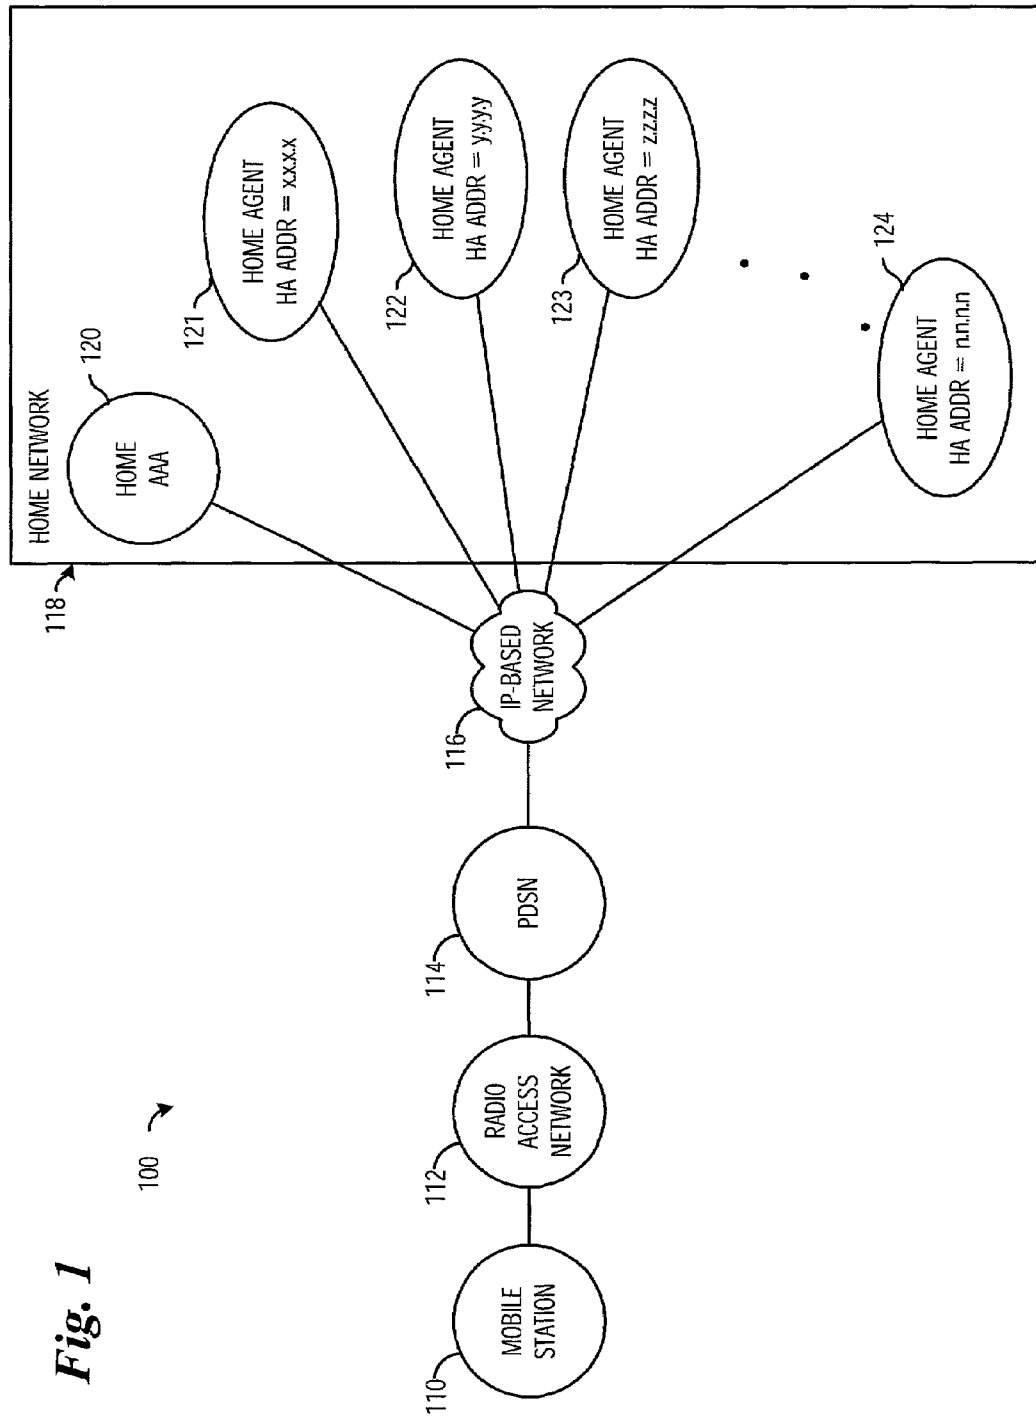 Fig. 1
100
110
MOBILE
STATION
112
RADIO
ACCESS
NETWORK
114
PDSN
116
IP-BASED
NETWORK
118
HOME NETWORK
120
HOME
AAA
121
HOME AGENT
HA ADDR = x.x.x.x
122
HOME AGENT
HA ADDR = y.y.y.y
123
HOME AGENT
HA ADDR = z.z.z.z
124
HOME AGENT
HA ADDR = n.n.n.n